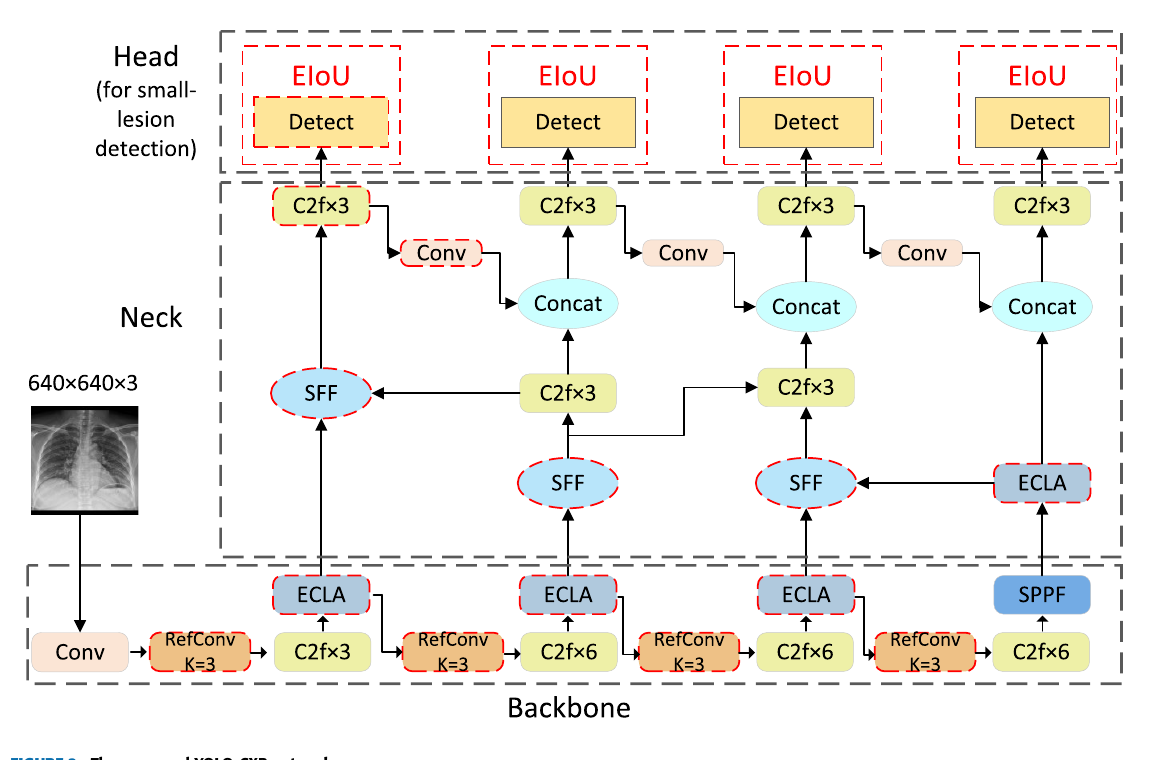 Head
(for small-
lesion
detection)
EIoU
EIoU
EIoU
EIoU
Detect
Detect
Detect
Detect
C2f×3
C2f×3
C2f×3
C2f×3
Conv
Conv
Conv
Concat
Concat
Concat
Neck
640×640×3
SFF
C2f×3
C2f×3
SFF
SFF
ECLA
ECLA
ECLA
ECLA
SPPF
Conv
RefConv
K=3
C2f×3
RefConv
K=3
C2f×6
RefConv
K=3
C2f×6
RefConv
K=3
C2f×6
Backbone